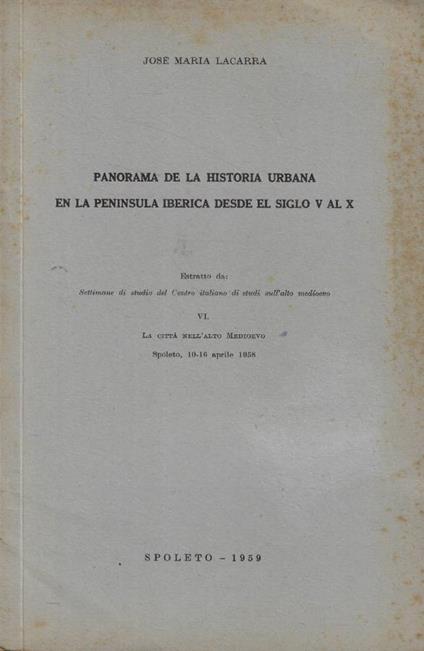 JOSÉ MARIA LACARRA
PANORAMA DE LA HISTORIA URBANA
EN LA PENINSULA IBERICA DESDE EL SIGLO V AL X
Estratto da:
Settimane di studio del Centro italiano di studi sull'alto medioevo
VI.
LA CITTÀ NELL'ALTO MEDIOEVO
Spoleto, 10-16 aprile 1958
SPOLETO - 1959